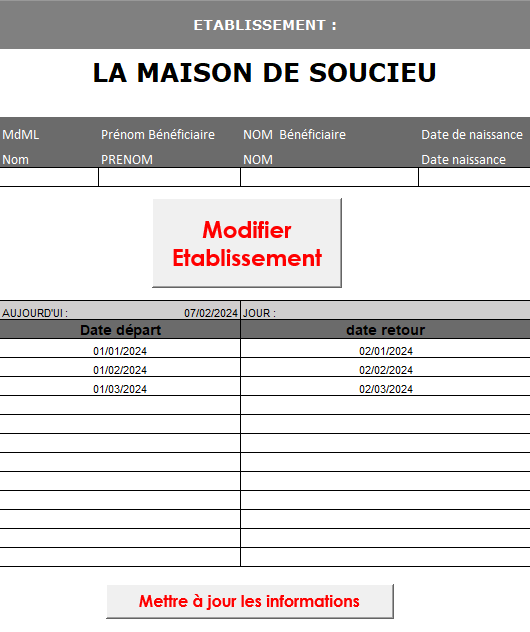 ETABLISSEMENT :
LA MAISON DE SOUCIEU
MdML Prénom Bénéficiaire NOM Bénéficiaire Date de naissance
Nom PRENOM NOM Date naissance
Modifier
Etablissement
AUJOURD'UI : 07/02/2024 JOUR :
Date départ date retour
01/01/2024 02/01/2024
01/02/2024 02/02/2024
01/03/2024 02/03/2024
Mettre à jour les informations